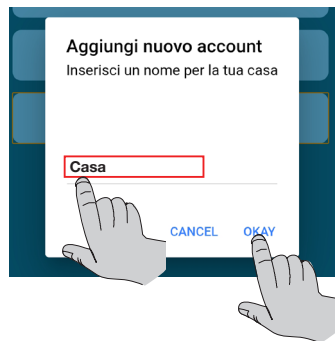 Aggiungi nuovo account
Inserisci un nome per la tua casa
Casa
CANCEL OKAY